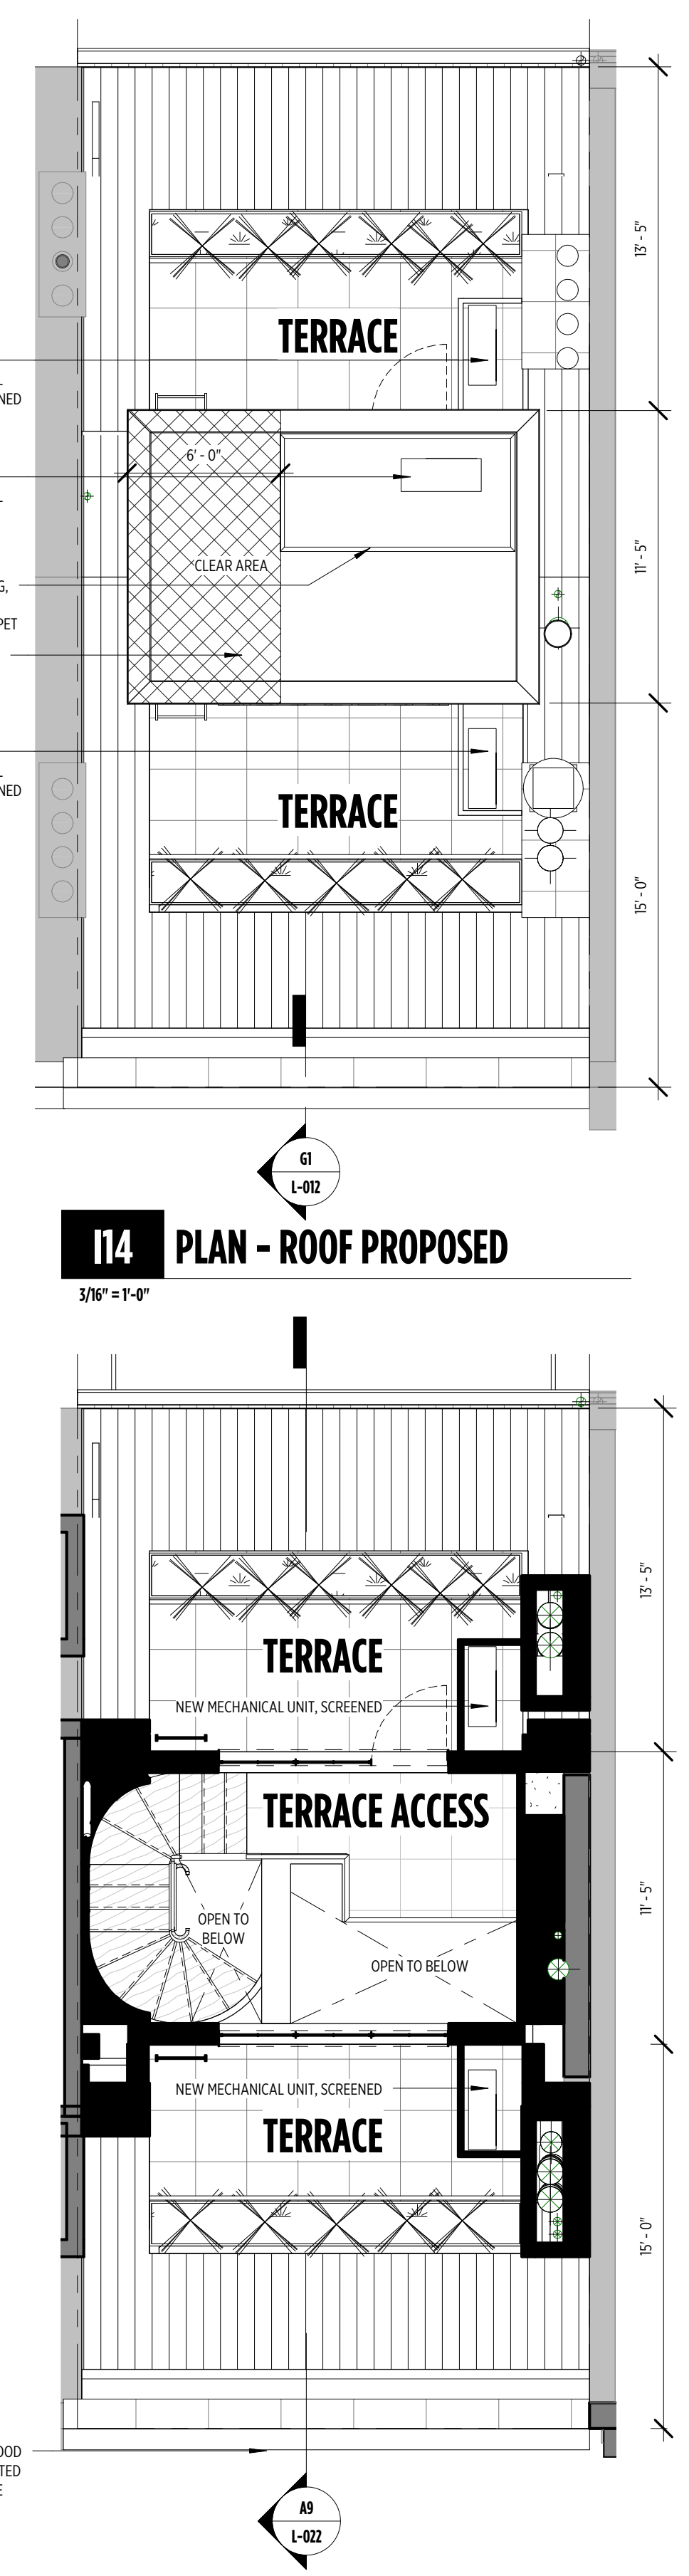 13' - 5"
TERRACE
NED
6' - 0"
11' - 5"
CLEAR AREA
G,
PET
NED
TERRACE
15' - 0"
G1
L-012
I14 PLAN - ROOF PROPOSED
3/16" = 1'-0"
13' - 5"
TERRACE
NEW MECHANICAL UNIT, SCREENED
TERRACE ACCESS
11' - 5"
OPEN TO
BELOW
OPEN TO BELOW
NEW MECHANICAL UNIT, SCREENED
TERRACE
15' - 0"
OOD
TED
E
A9
L-022